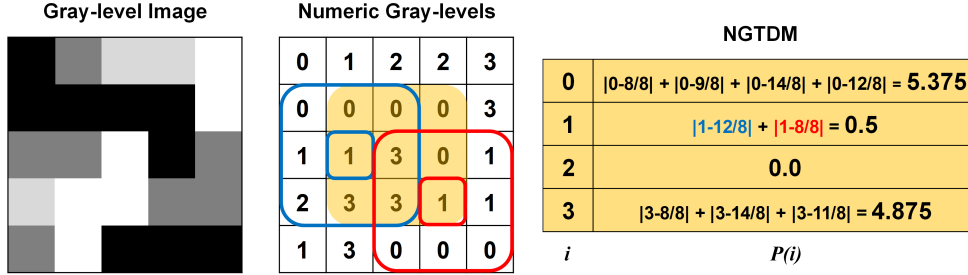 Gray-level Image
Numeric Gray-levels
0 1 2 2 3
0 0 0 0 3
1 1 3 0 1
2 3 3 1 1
1 3 0 0 0
NGTDM
0 |0-8/8| + |0-9/8| + |0-14/8| + |0-12/8| = 5.375
1 |1-12/8| + |1-8/8| = 0.5
2 0.0
3 |3-8/8| + |3-14/8| + |3-11/8| = 4.875
i P(i)